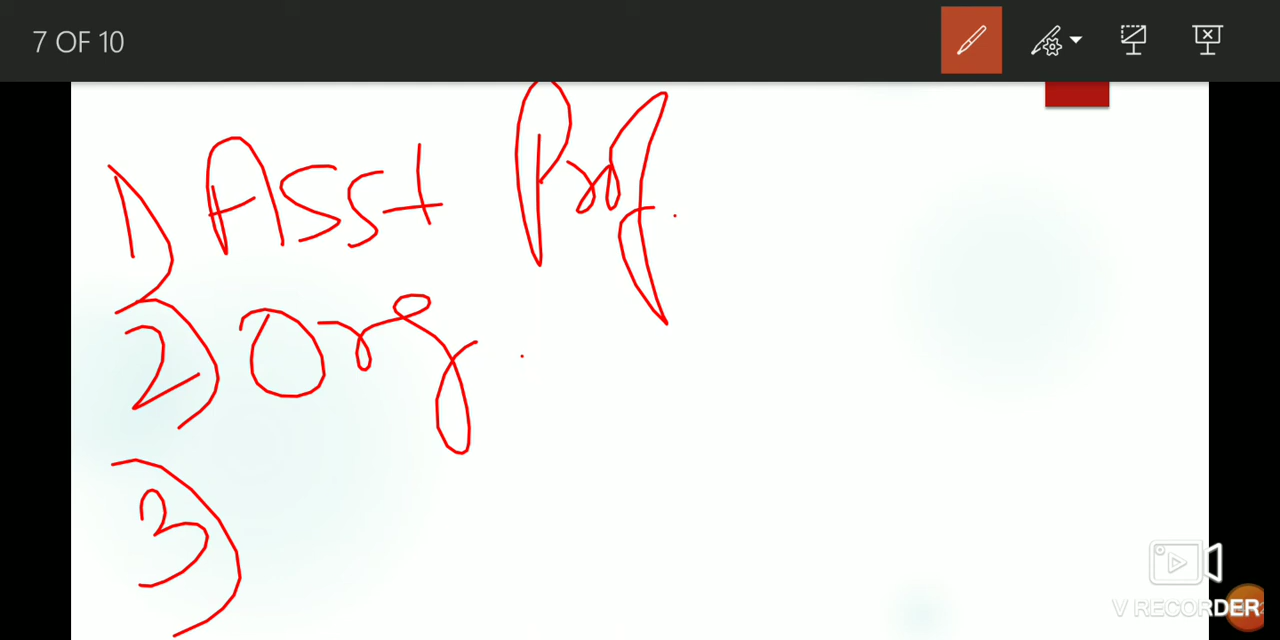 7 OF 10
1) Asst Prof.
2) Org.
3)
V RECORDER